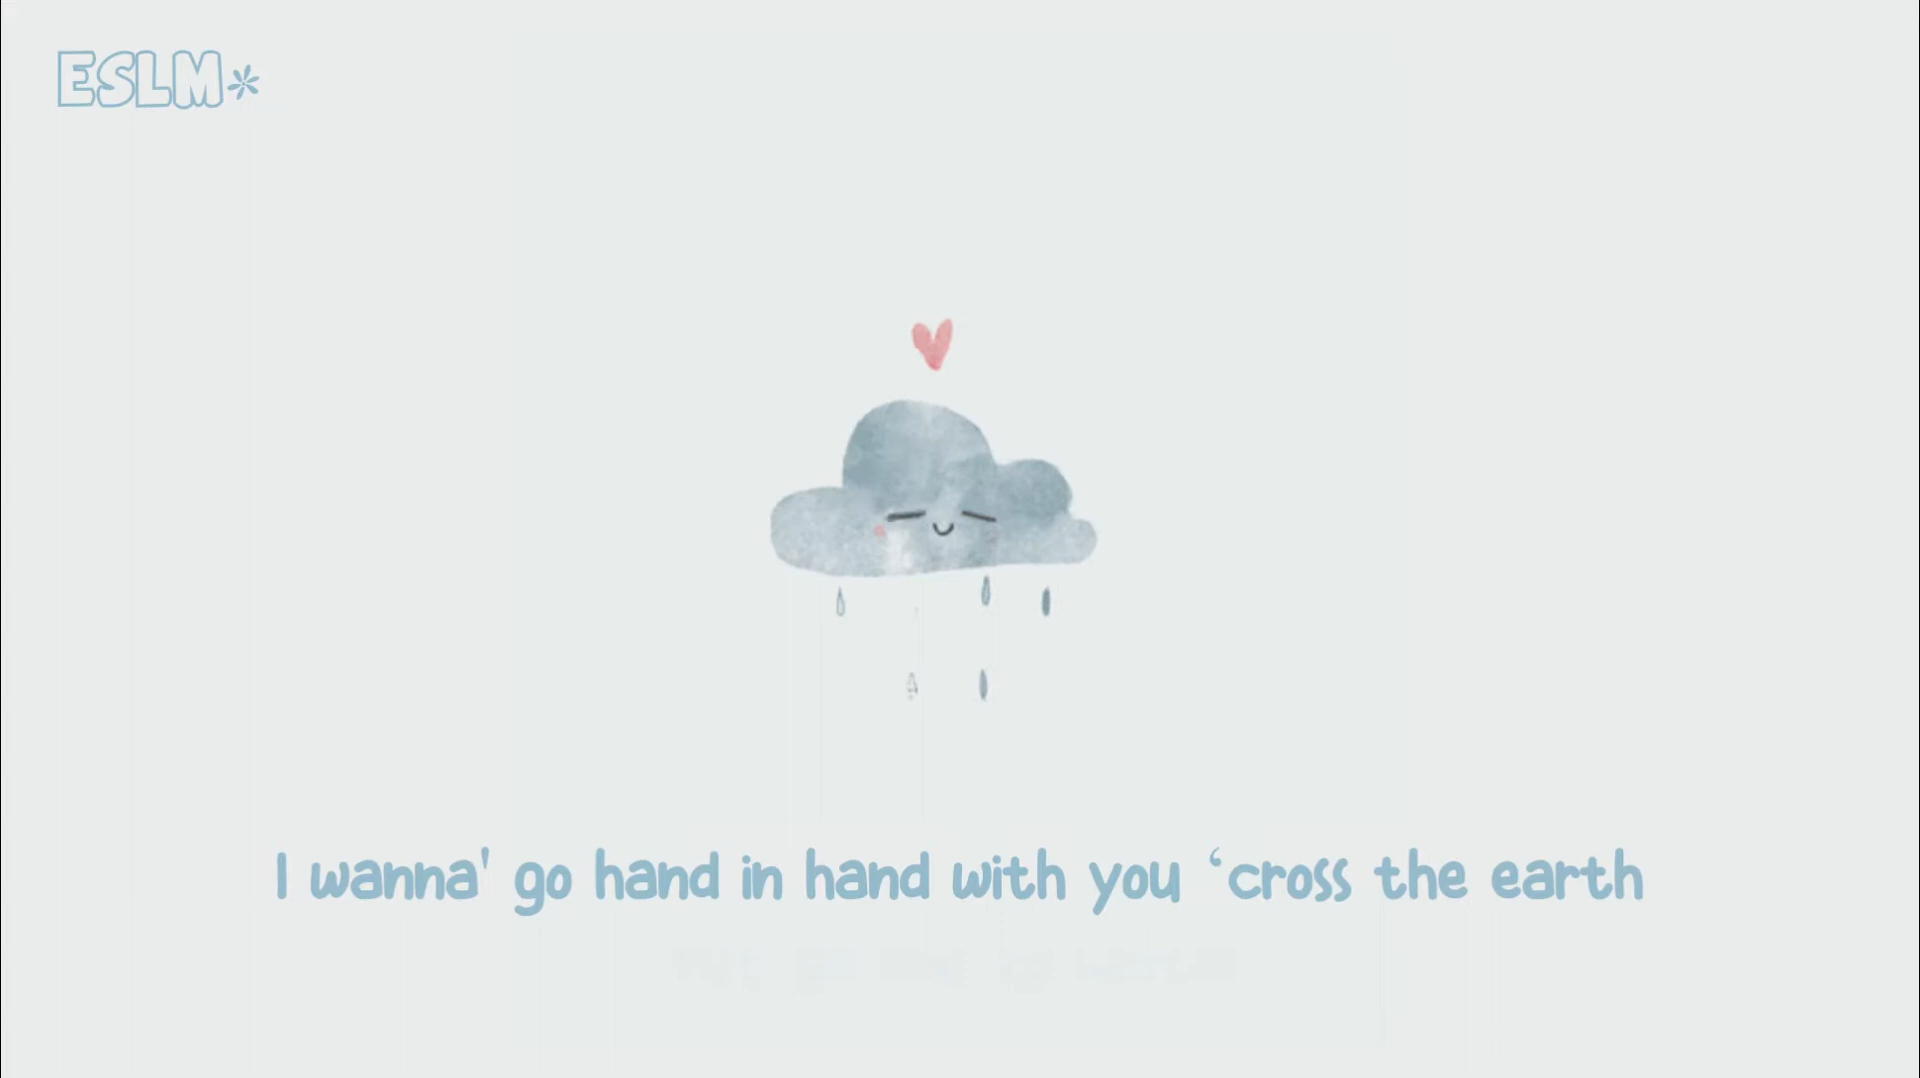 ESLM*
I wanna' go hand in hand with you ‘cross the earth